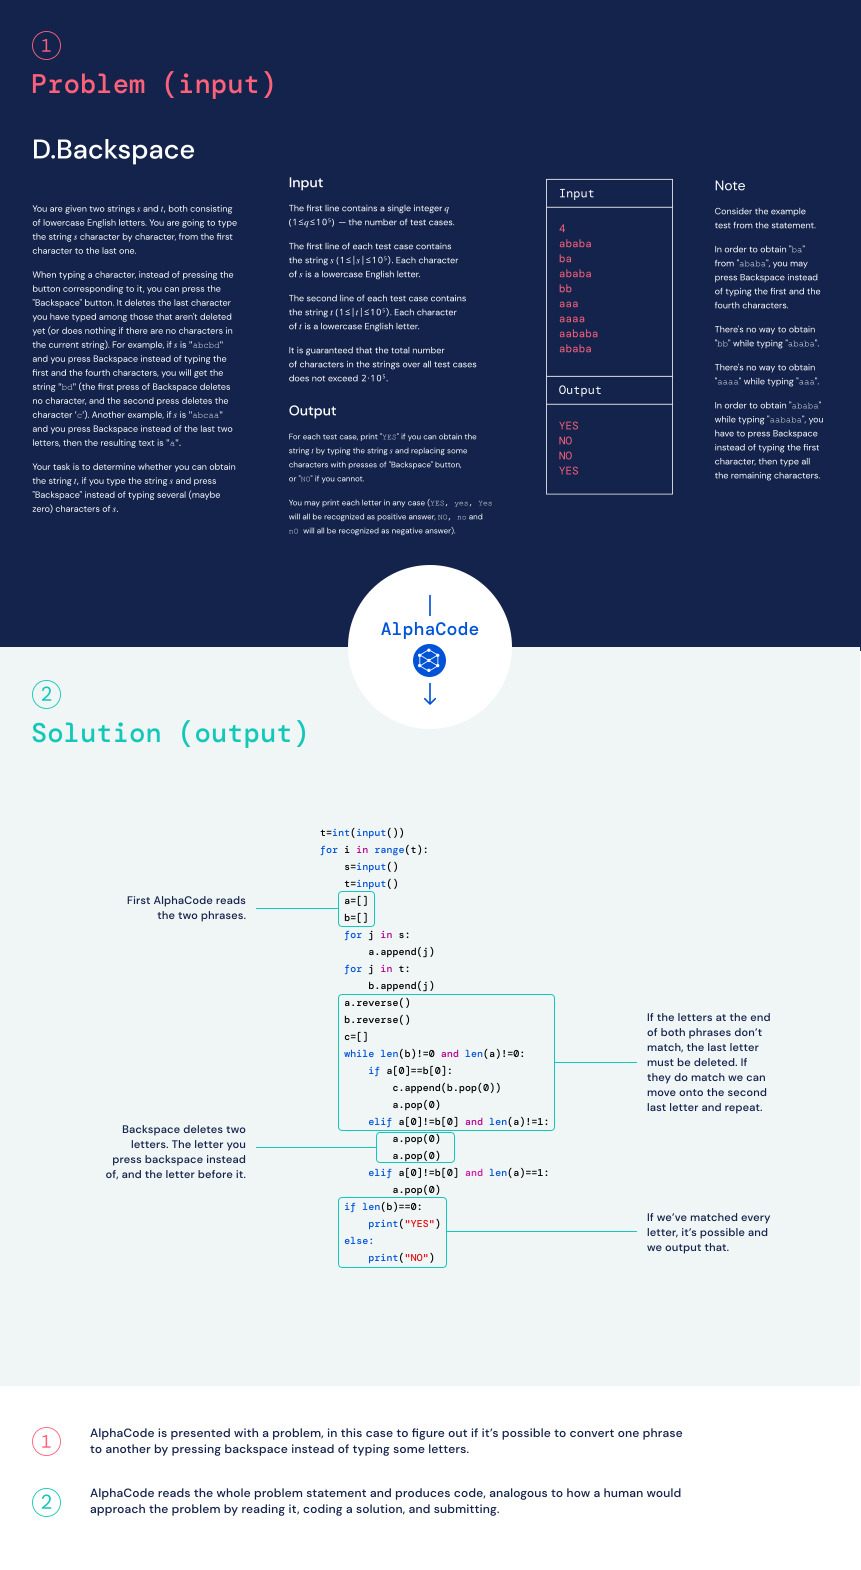 1
Problem (input)
D.Backspace
You are given two strings s and t, both consisting
of lowercase English letters. You are going to type
the string s character by character, from the first
character to the last one.
When typing a character, instead of pressing the
button corresponding to it, you can press the
"Backspace" button. It deletes the last character
you have typed among those that aren't deleted
yet (or does nothing if there are no characters in
the current string). For example, if s is "abcbd"
and you press Backspace instead of typing the
first and the fourth characters, you will get the
string "bd" (the first press of Backspace deletes
no character, and the second press deletes the
character 'c'). Another example, if s is "abcaa"
and you press Backspace instead of the last two
letters, then the resulting text is "a".
Your task is to determine whether you can obtain
the string t, if you type the string s and press
"Backspace" instead of typing several (maybe
zero) characters of s.
Input
The first line contains a single integer q
(1≤q≤10⁵) — the number of test cases.
The first line of each test case contains
the string s (1≤|s|≤10⁵). Each character
of s is a lowercase English letter.
The second line of each test case contains
the string t (1≤|t|≤10⁵). Each character
of t is a lowercase English letter.
It is guaranteed that the total number
of characters in the strings over all test cases
does not exceed 2·10⁵.
Output
For each test case, print "YES" if you can obtain the
string t by typing the string s and replacing some
characters with presses of "Backspace" button,
or "NO" if you cannot.
You may print each letter in any case (YES, yes, Yes
will all be recognized as positive answer, NO, no and
nO will all be recognized as negative answer).
Input
4
ababa
ba
ababa
bb
aaa
aaaa
aababa
ababa
Output
YES
NO
NO
YES
Note
Consider the example
test from the statement.
In order to obtain "ba"
from "ababa", you may
press Backspace instead
of typing the first and the
fourth characters.
There's no way to obtain
"bb" while typing "ababa".
There's no way to obtain
"aaaa" while typing "aaa".
In order to obtain "ababa"
while typing "aababa", you
have to press Backspace
instead of typing the first
character, then type all
the remaining characters.
AlphaCode
2
Solution (output)
t=int(input())
for i in range(t):
    s=input()
    t=input()
    a=[]
    b=[]
    for j in s:
        a.append(j)
    for j in t:
        b.append(j)
    a.reverse()
    b.reverse()
    c=[]
    while len(b)!=0 and len(a)!=0:
        if a[0]==b[0]:
            c.append(b.pop(0))
            a.pop(0)
        elif a[0]!=b[0] and len(a)!=1:
            a.pop(0)
            a.pop(0)
        elif a[0]!=b[0] and len(a)==1:
            a.pop(0)
    if len(b)==0:
        print("YES")
    else:
        print("NO")
First AlphaCode reads
the two phrases.
If the letters at the end
of both phrases don't
match, the last letter
must be deleted. If
they do match we can
move onto the second
last letter and repeat.
Backspace deletes two
letters. The letter you
press backspace instead
of, and the letter before it.
If we've matched every
letter, it's possible and
we output that.
1
AlphaCode is presented with a problem, in this case to figure out if it's possible to convert one phrase
to another by pressing backspace instead of typing some letters.
2
AlphaCode reads the whole problem statement and produces code, analogous to how a human would
approach the problem by reading it, coding a solution, and submitting.